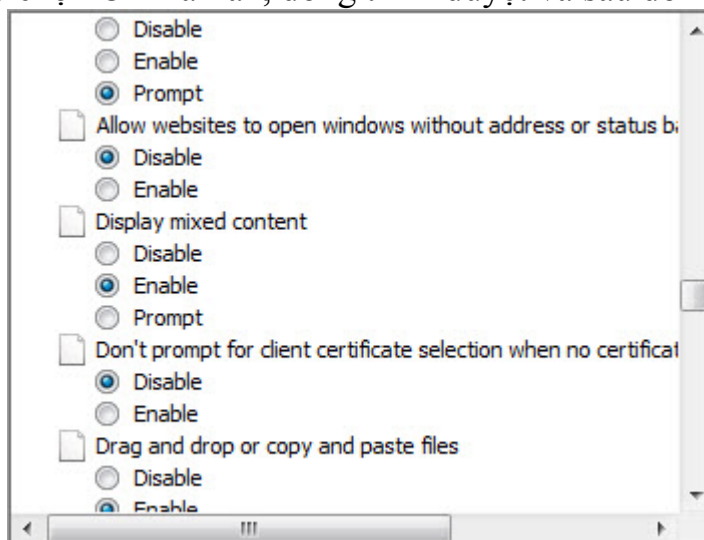 Disable
Enable
Prompt
Allow websites to open windows without address or status
Disable
Enable
Display mixed content
Disable
Enable
Prompt
Don't prompt for client certificate selection when no
Disable
Enable
Drag and drop or copy and paste files
Disable
Enable